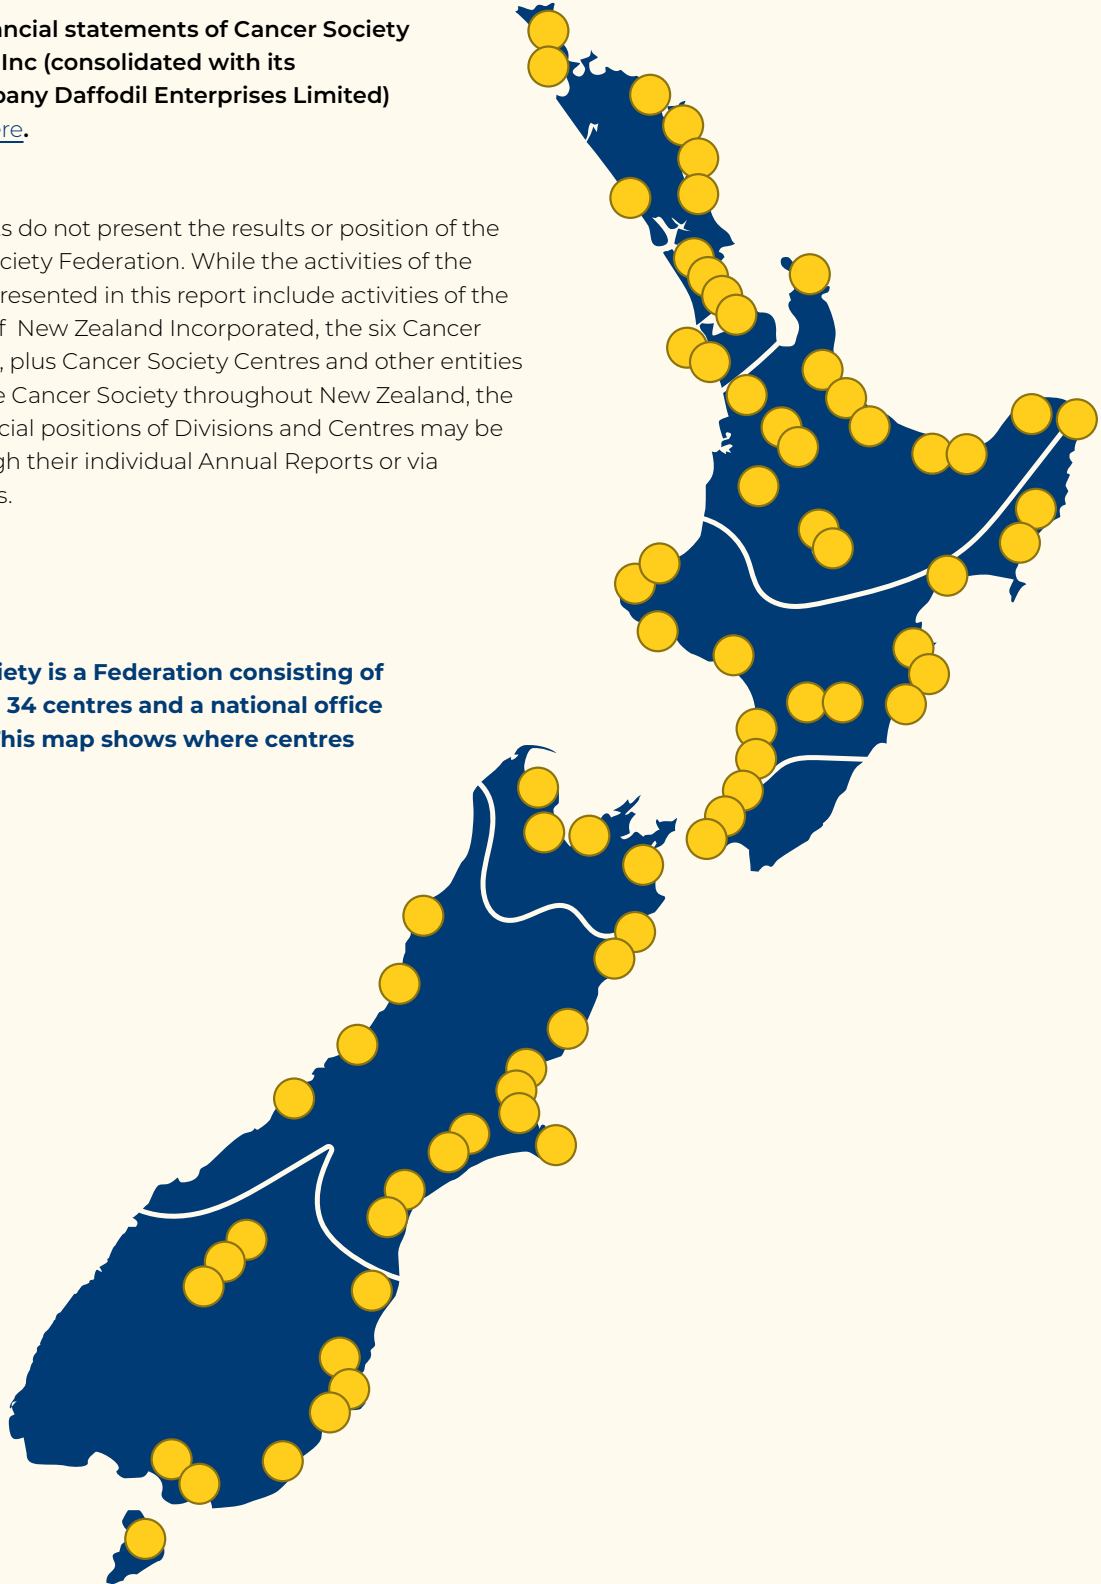 ncial statements of Cancer Society
Inc (consolidated with its
pany Daffodil Enterprises Limited)
re.
s do not present the results or position of the
ciety Federation. While the activities of the
resented in this report include activities of the
f New Zealand Incorporated, the six Cancer
, plus Cancer Society Centres and other entities
e Cancer Society throughout New Zealand, the
cial positions of Divisions and Centres may be
gh their individual Annual Reports or via
s.
iety is a Federation consisting of
34 centres and a national office
his map shows where centres